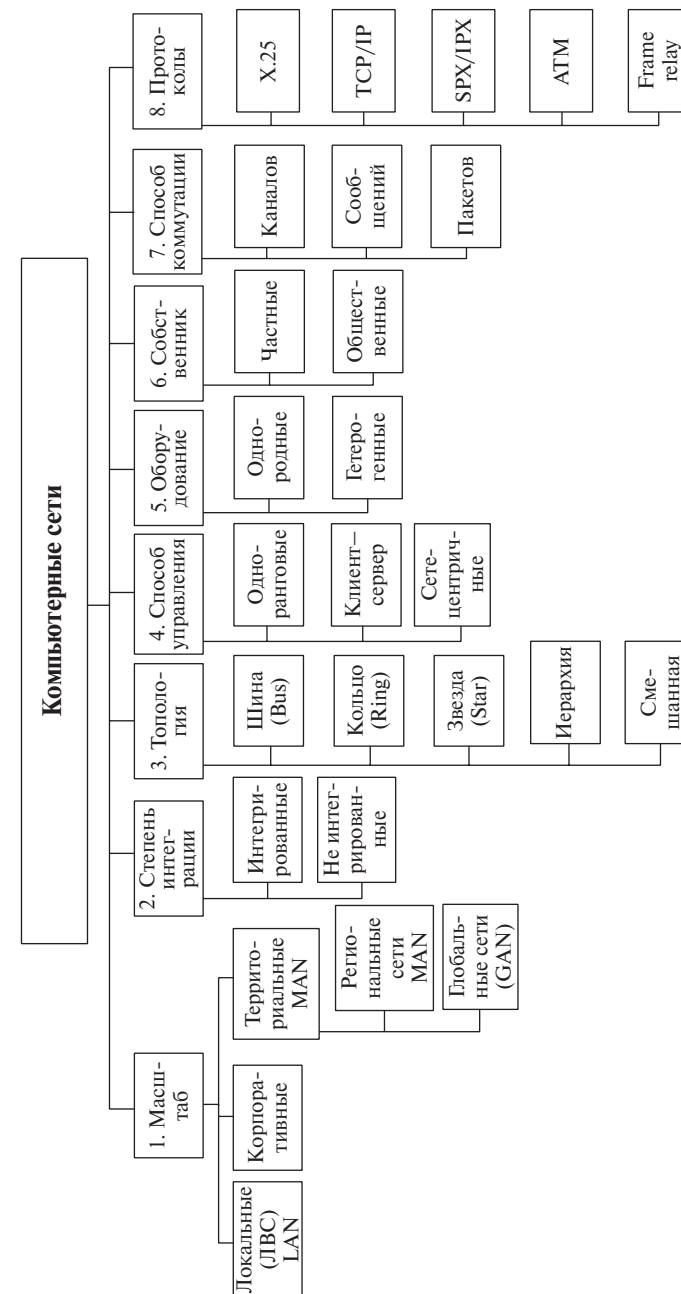 Компьютерные сети
1. Масш-
таб
Локальные
(ЛВС)
LAN
Корпора-
тивные
Террито-
риальные
MAN
Регио-
нальные
сети
MAN
Глобаль-
ные сети
(GAN)
2. Степень
интег-
рации
Интегри-
рованные
Не интег-
рирован-
ные
3. Тополо-
гия
Шина
(Bus)
Кольцо
(Ring)
Звезда
(Star)
Иерархия
Сме-
шанная
4. Способ
управления
Одно-
ранговые
Клиент—
сервер
Сете-
центрич-
ные
5. Обору-
дование
Одно-
родные
Гетеро-
генные
6. Собст-
венник
Частные
Общест-
венные
7. Способ
коммутации
Каналов
Сооб-
щений
Пакетов
8. Прото-
колы
X.25
TCP/IP
SPX/IPX
ATM
Frame
relay